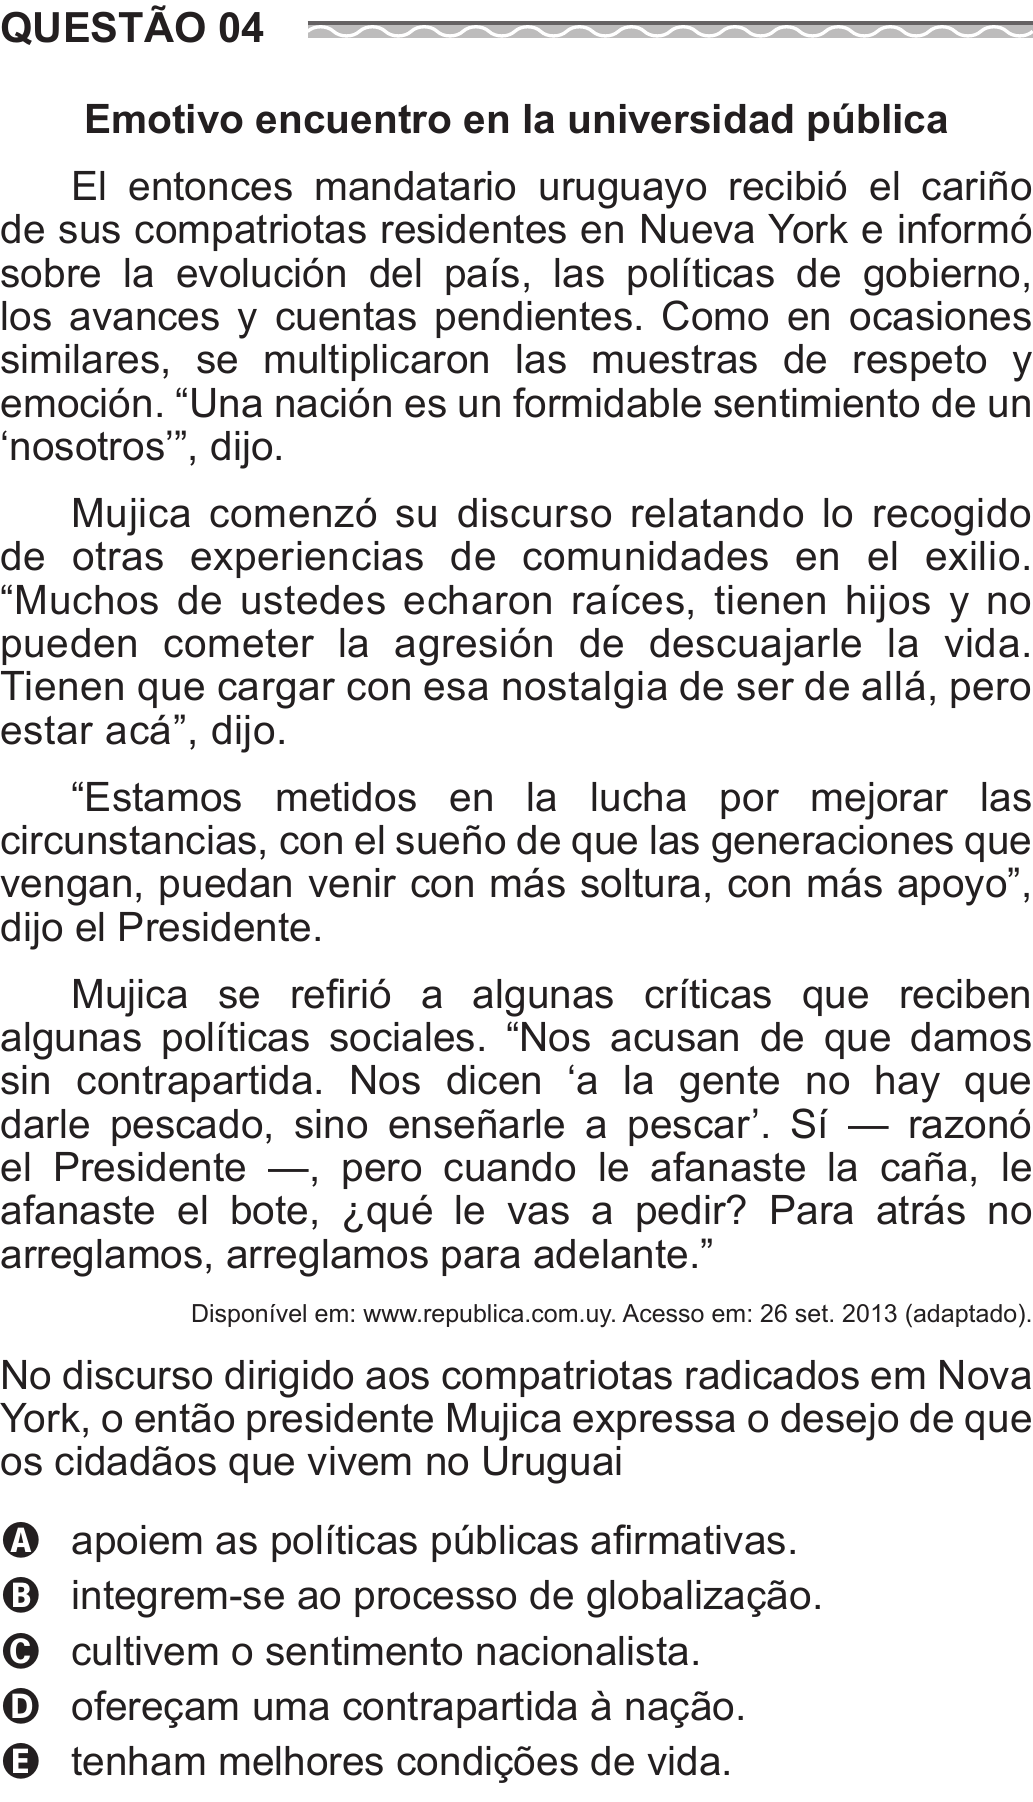 QUESTÃO 04
Emotivo encuentro en la universidad pública
El entonces mandatario uruguayo recibió el cariño
de sus compatriotas residentes en Nueva York e informó
sobre la evolución del país, las políticas de gobierno,
los avances y cuentas pendientes. Como en ocasiones
similares, se multiplicaron las muestras de respeto y
emoción. “Una nación es un formidable sentimiento de un
‘nosotros’”, dijo.
Mujica comenzó su discurso relatando lo recogido
de otras experiencias de comunidades en el exilio.
“Muchos de ustedes echaron raíces, tienen hijos y no
pueden cometer la agresión de descuajarle la vida.
Tienen que cargar con esa nostalgia de ser de allá, pero
estar acá”, dijo.
“Estamos metidos en la lucha por mejorar las
circunstancias, con el sueño de que las generaciones que
vengan, puedan venir con más soltura, con más apoyo”,
dijo el Presidente.
Mujica se refirió a algunas críticas que reciben
algunas políticas sociales. “Nos acusan de que damos
sin contrapartida. Nos dicen ‘a la gente no hay que
darle pescado, sino enseñarle a pescar’. Sí — razonó
el Presidente —, pero cuando le afanaste la caña, le
afanaste el bote, ¿qué le vas a pedir? Para atrás no
arreglamos, arreglamos para adelante.”
Disponível em: www.republica.com.uy. Acesso em: 26 set. 2013 (adaptado).
No discurso dirigido aos compatriotas radicados em Nova
York, o então presidente Mujica expressa o desejo de que
os cidadãos que vivem no Uruguai
A apoiem as políticas públicas afirmativas.
B integrem-se ao processo de globalização.
C cultivem o sentimento nacionalista.
D ofereçam uma contrapartida à nação.
E tenham melhores condições de vida.